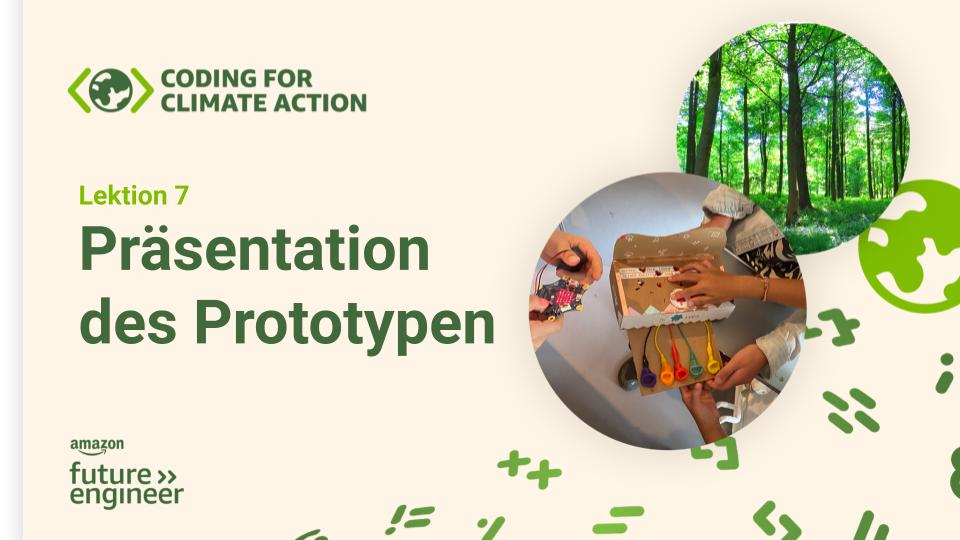 CODING FOR
CLIMATE ACTION
Lektion 7
Präsentation
des Prototypen
amazon
future
engineer